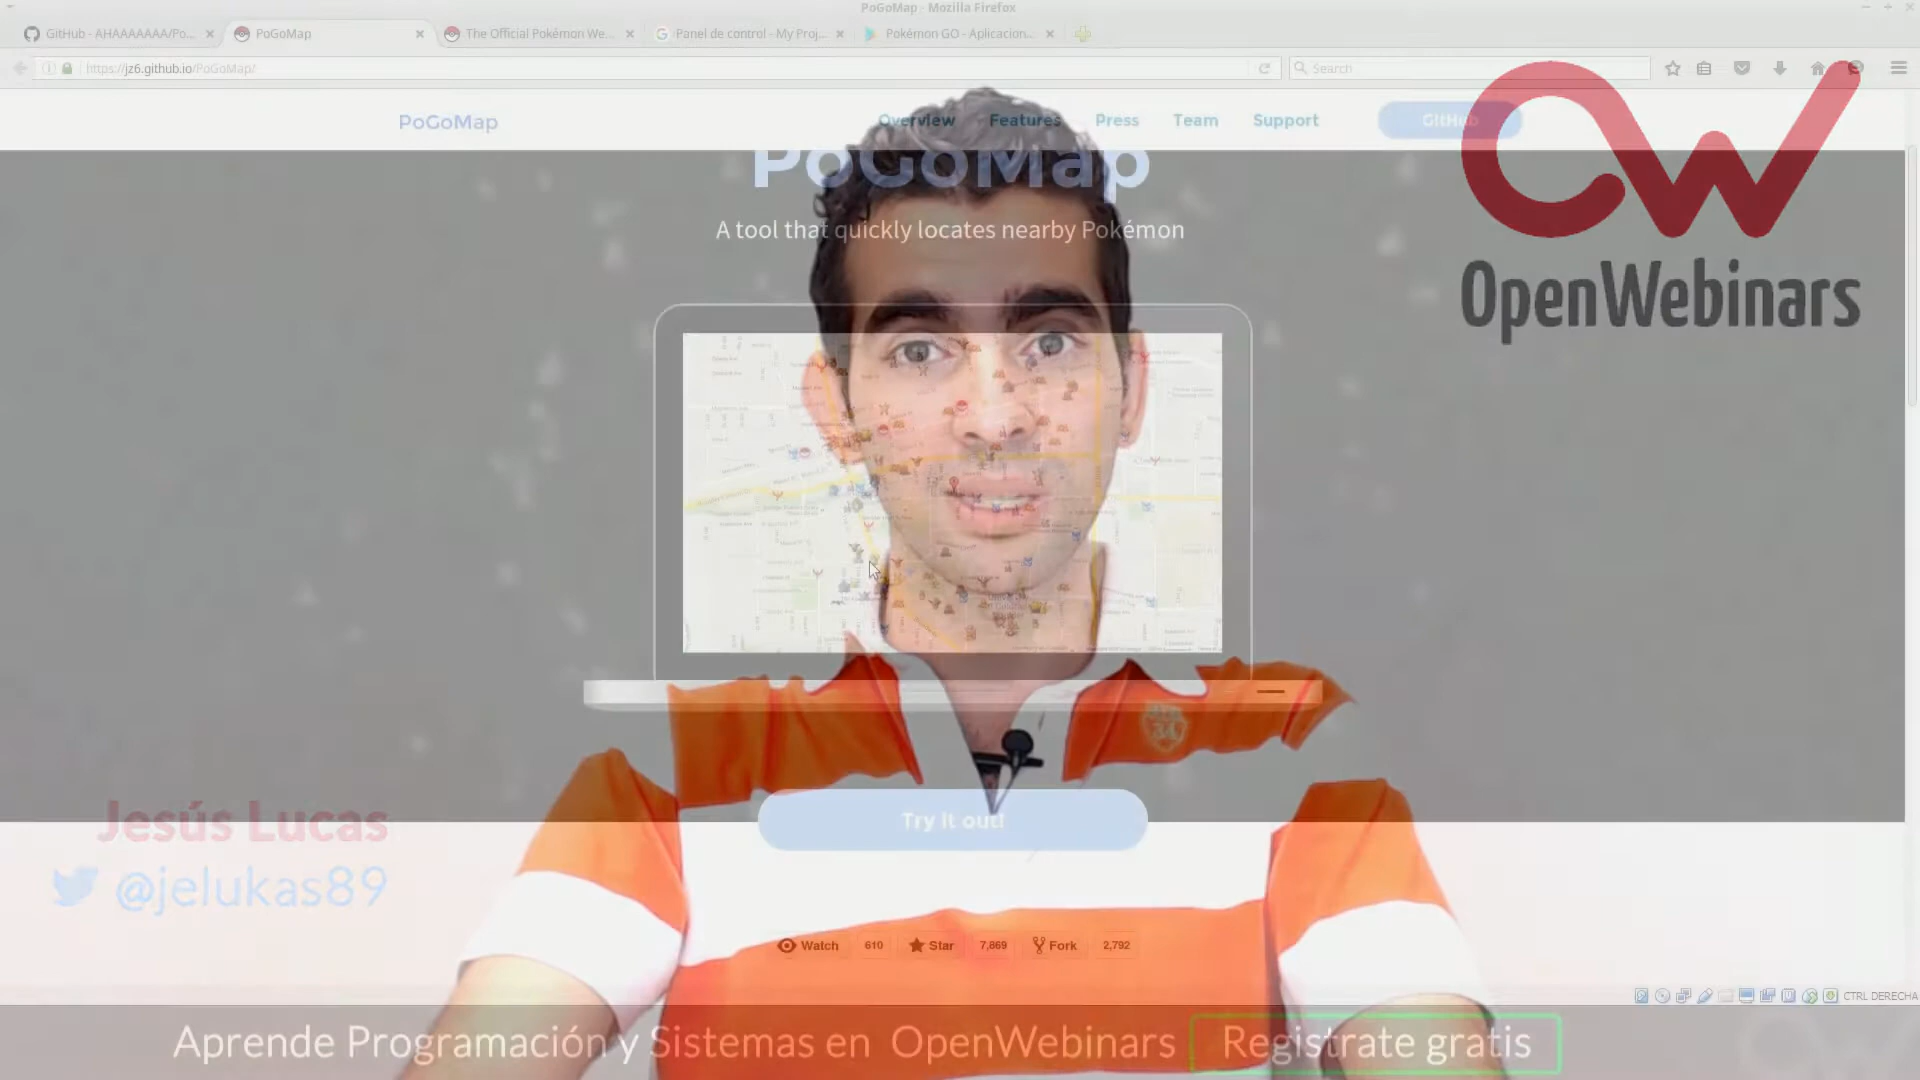 PoGoMap - Mozilla Firefox
GitHub - AHAAAAAAA/Po...
PoGoMap
The Official Pokémon We...
Panel de control - My Proj...
Pokémon GO - Aplicacion...
https://jz6.github.io/PoGoMap/
Search
PoGoMap
Overview
Features
Press
Team
Support
GitHub
PoGoMap
A tool that quickly locates nearby Pokémon
OpenWebinars
Try it out!
Jesús Lucas
@jelukas89
Watch 610
Star 7,869
Fork 2,792
CTRL DERECHA
Aprende Programación y Sistemas en OpenWebinars Registrate gratis